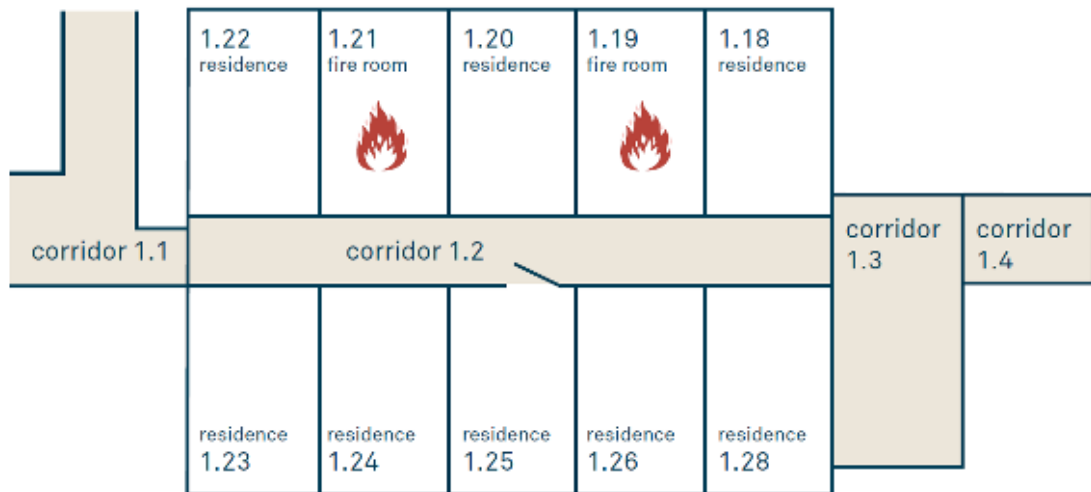 1.22
residence
1.21
fire room
1.20
residence
1.19
fire room
1.18
residence
corridor 1.1
corridor 1.2
corridor
1.3
corridor
1.4
residence
1.23
residence
1.24
residence
1.25
residence
1.26
residence
1.28